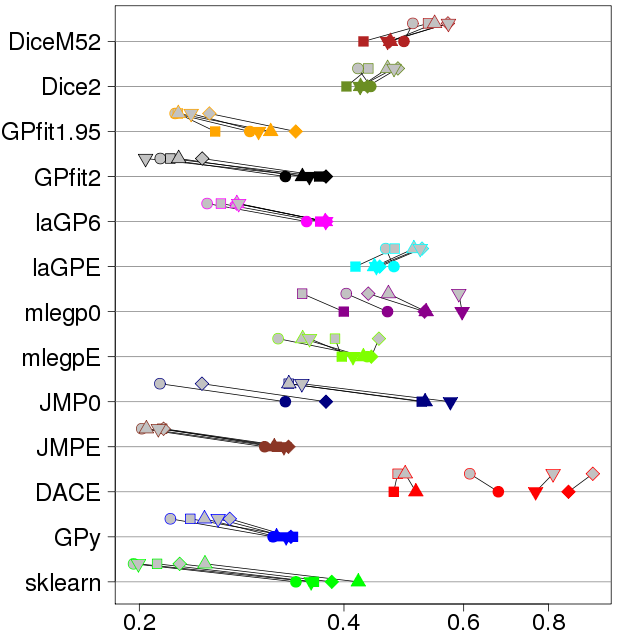 DiceM52
Dice2
GPfit1.95
GPfit2
laGP6
laGPE
mlegp0
mlegpE
JMP0
JMPE
DACE
GPy
sklearn
0.2 0.4 0.6 0.8